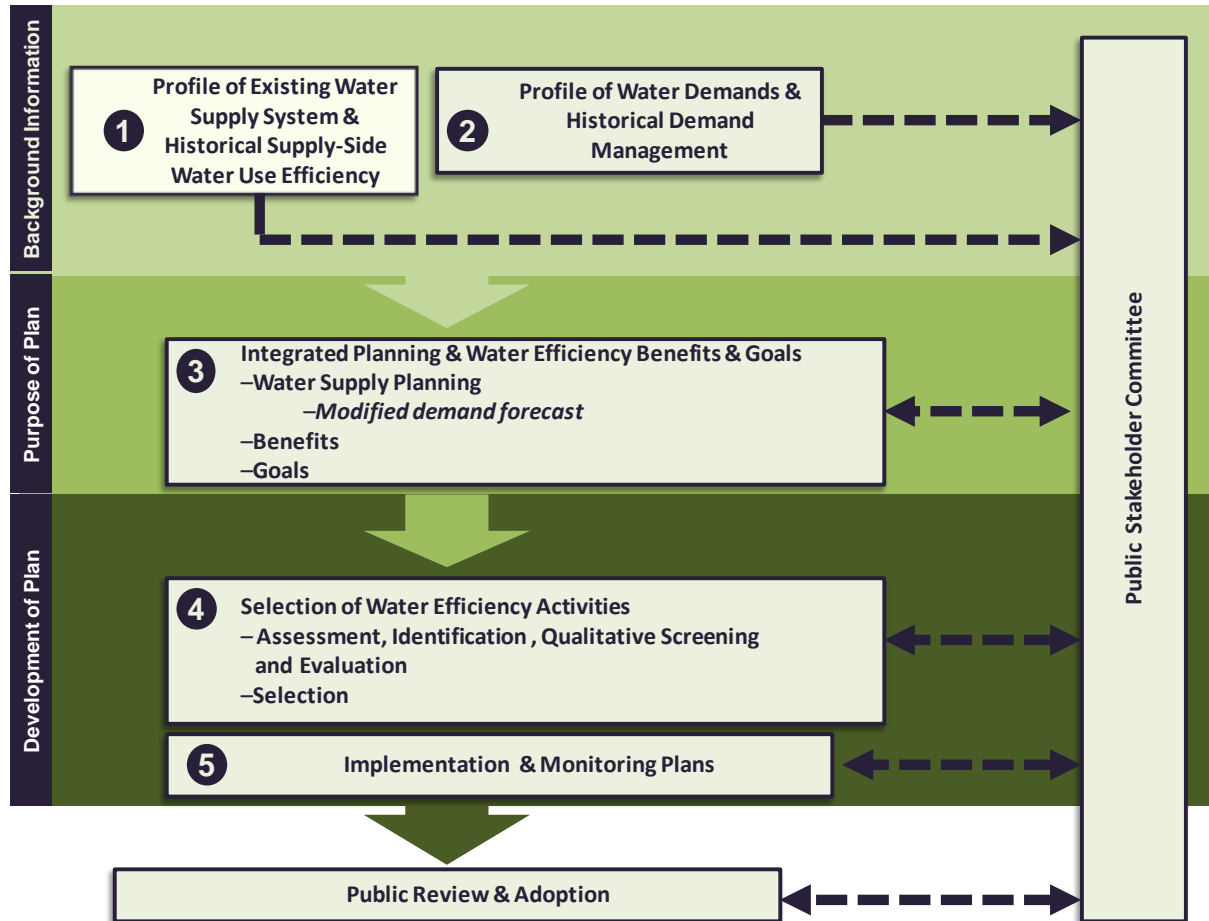 Background Information
1
Profile of Existing Water
Supply System &
Historical Supply-Side
Water Use Efficiency
2
Profile of Water Demands &
Historical Demand
Management
Purpose of Plan
3
Integrated Planning & Water Efficiency Benefits & Goals
–Water Supply Planning
–Modified demand forecast
–Benefits
–Goals
Development of Plan
4
Selection of Water Efficiency Activities
– Assessment, Identification , Qualitative Screening
and Evaluation
–Selection
5
Implementation & Monitoring Plans
Public Review & Adoption
Public Stakeholder Committee